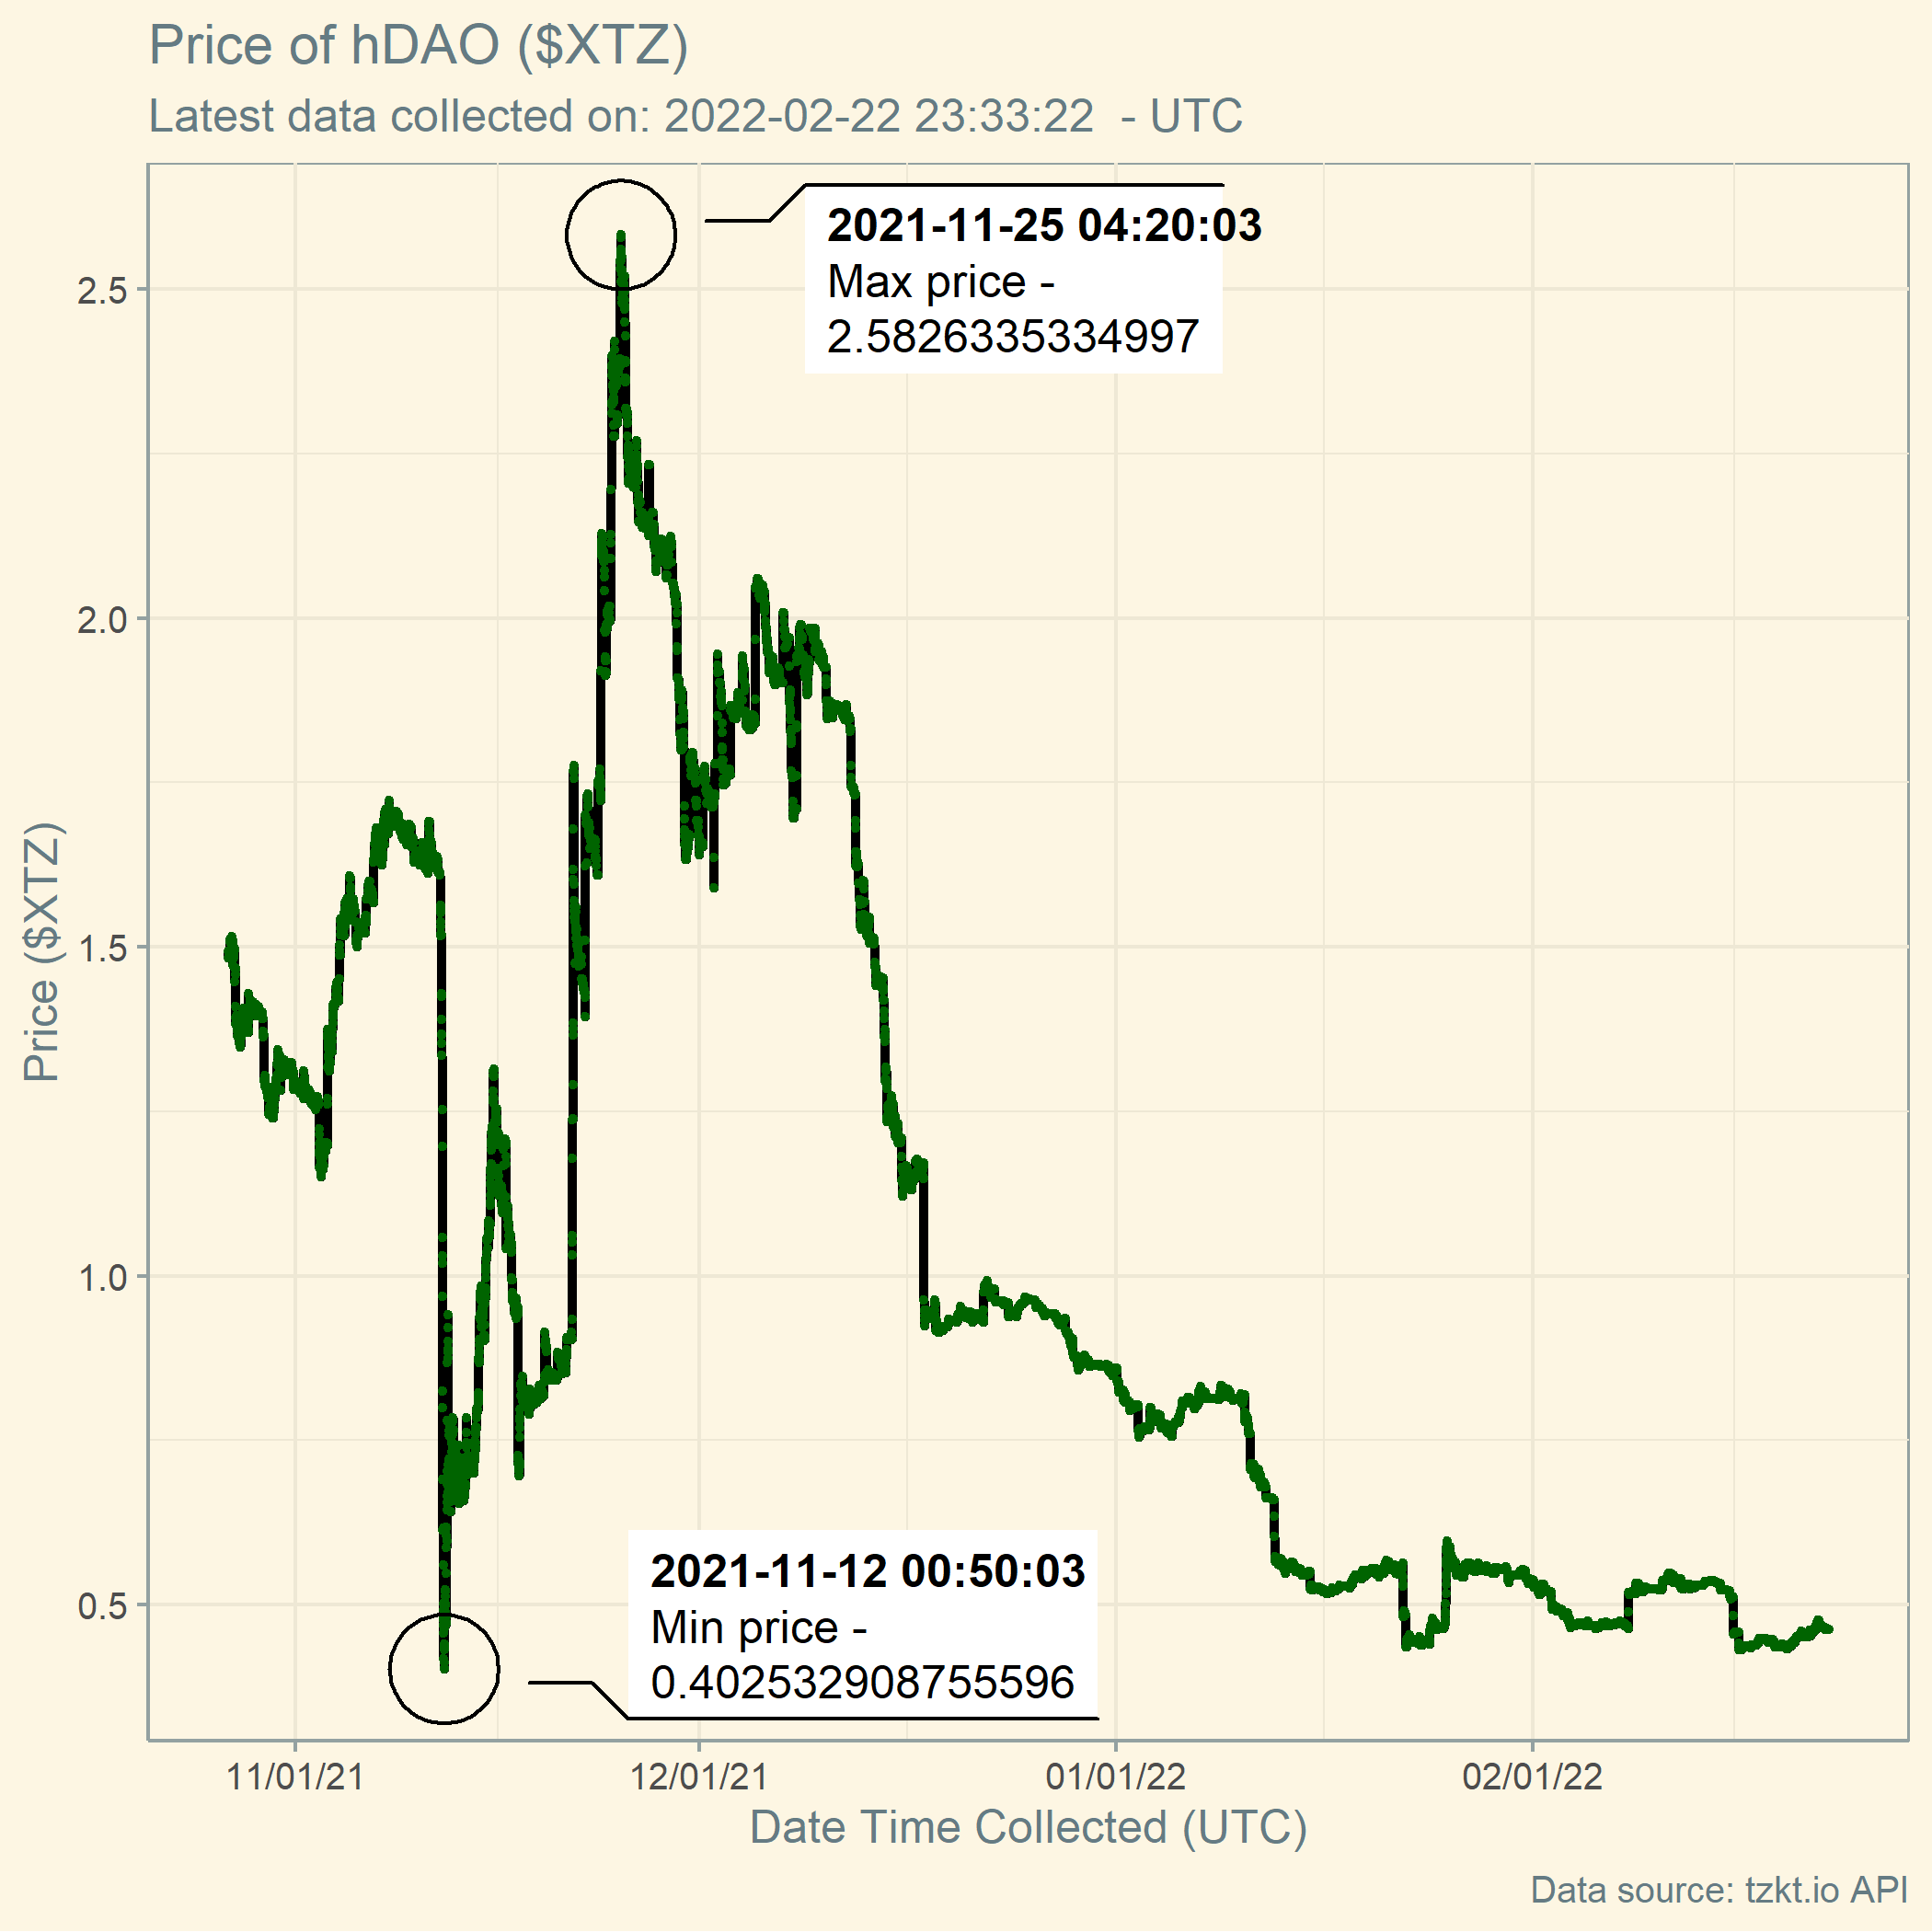 Price of hDAO ($XTZ)
Latest data collected on: 2022-02-22 23:33:22  - UTC
2021-11-25 04:20:03
Max price -
2.5826335334997
2.5
2.0
1.5
1.0
0.5
Price ($XTZ)
2021-11-12 00:50:03
Min price -
0.402532908755596
11/01/21
12/01/21
01/01/22
02/01/22
Date Time Collected (UTC)
Data source: tzkt.io API